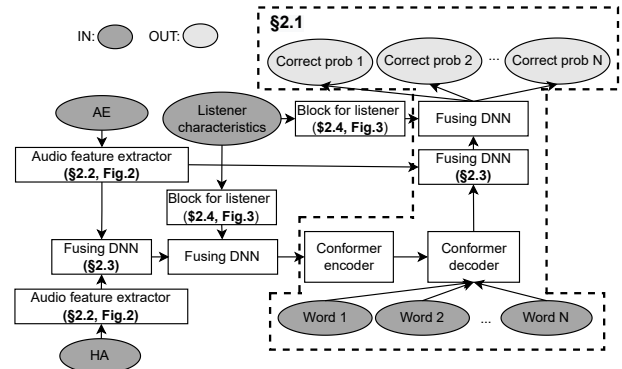 IN: OUT:
§2.1
Correct prob 1 Correct prob 2 ... Correct prob N
AE
Listener
characteristics
Block for listener
($2.4, Fig.3)
Fusing DNN
Audio feature extractor
(§2.2, Fig.2)
Fusing DNN
(§2.3)
Block for listener
($2.4, Fig.3)
Fusing DNN
(§2.3)
Fusing DNN
Conformer
encoder
Conformer
decoder
Audio feature extractor
(§2.2, Fig.2)
Word 1 Word 2 ... Word N
HA